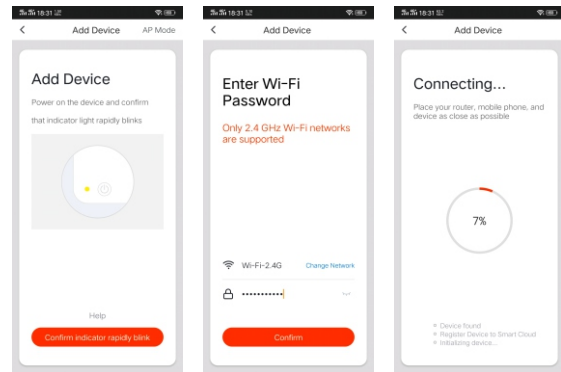 18:31
Add Device
AP Mode
Add Device
Power on the device and confirm
that indicator light rapidly blinks
Help
Confirm indicator rapidly blink
18:31
Add Device
Enter Wi-Fi
Password
Only 2.4 GHz Wi-Fi networks
are supported
Wi-Fi-2.4G
Change Network
Confirm
18:31
Add Device
Connecting...
Place your router, mobile phone, and
device as close as possible
7%
Device found
Register Device to Smart Cloud
Initializing device...